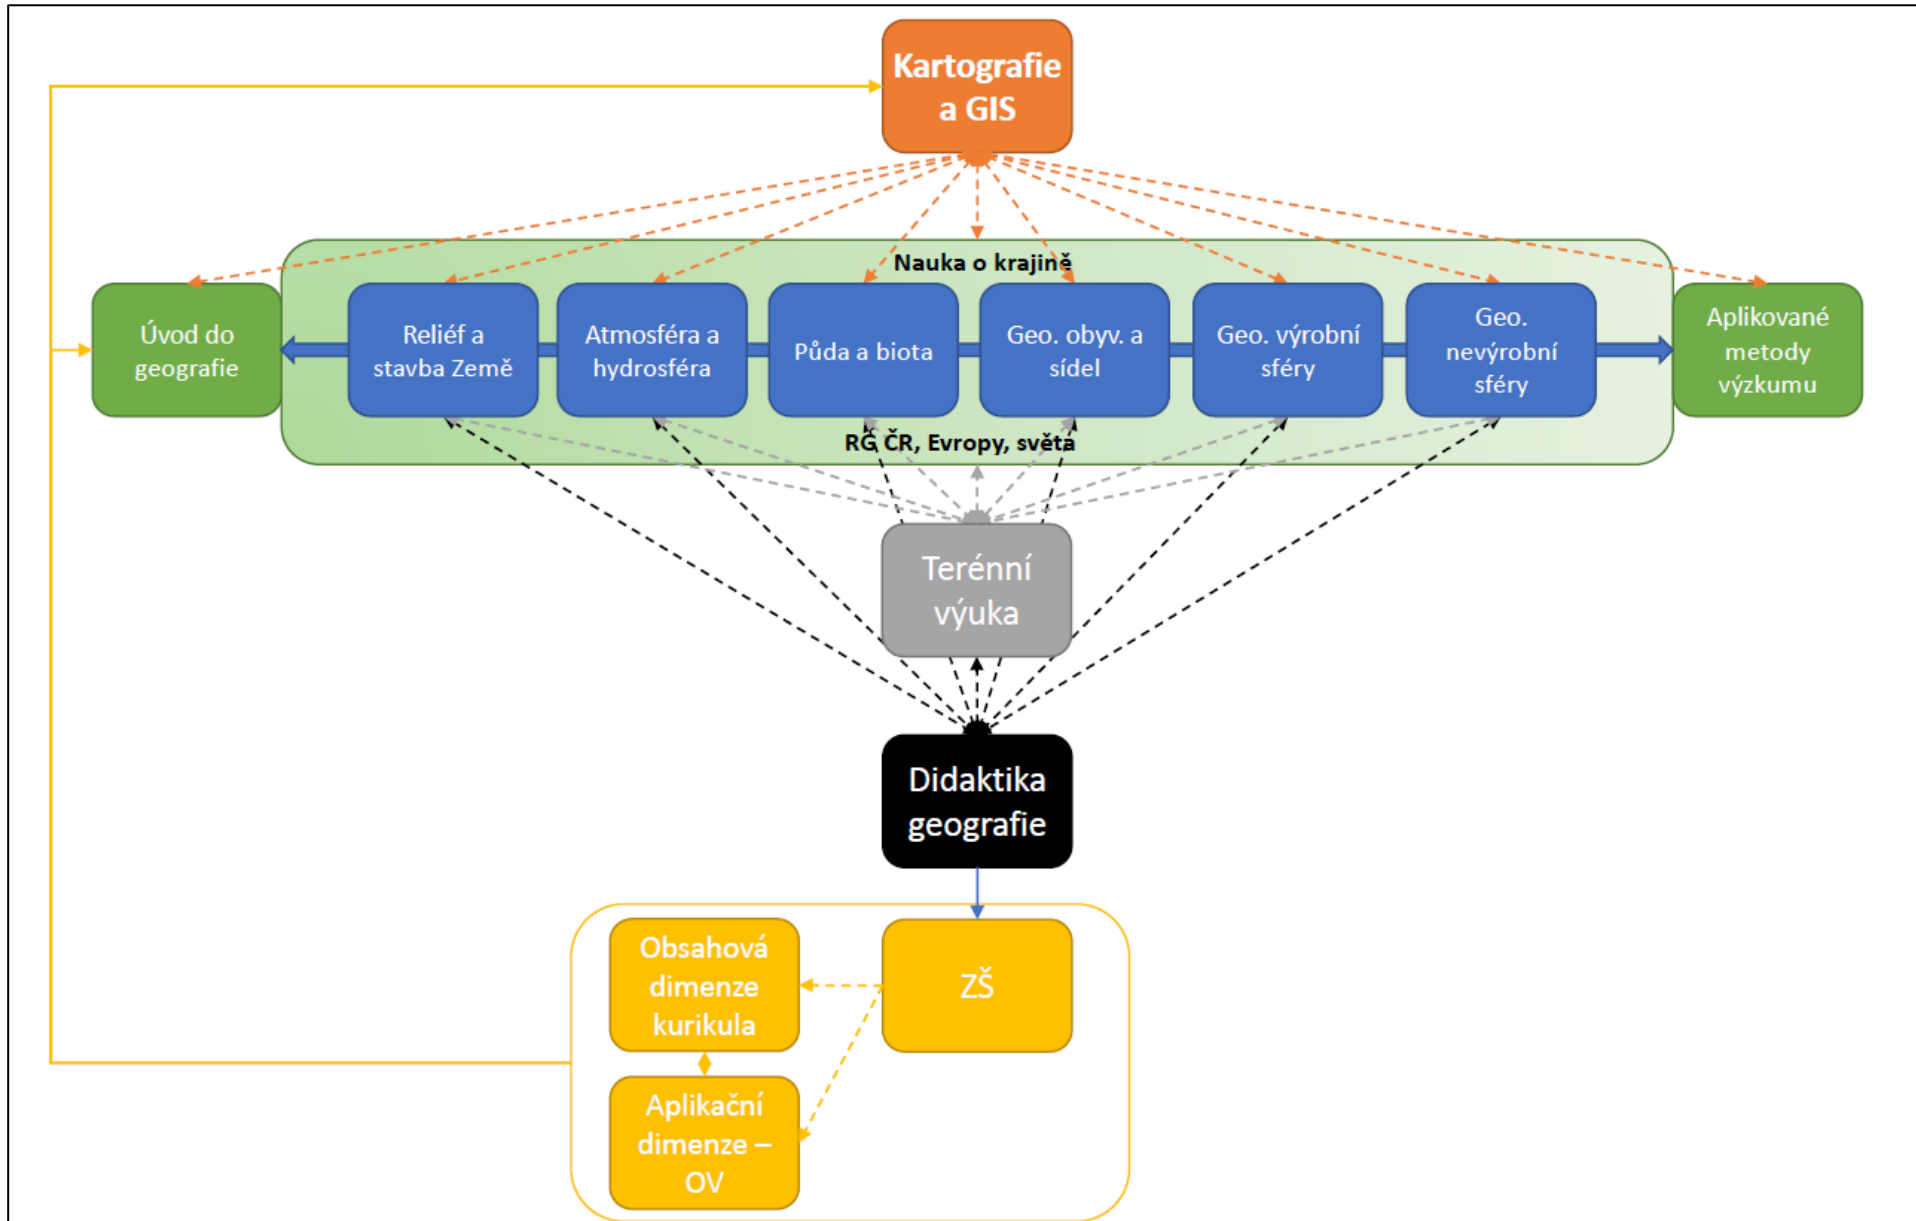 Kartografie
a GIS
Nauka o krajině
Úvod do
geografie
Reliéf a
stavba Země
Atmosféra a
hydrosféra
Půda a biota
Geo. obyv. a
sídel
Geo. výrobní
sféry
Geo.
nevýrobní
sféry
Aplikované
metody
výzkumu
RG ČR, Evropy, světa
Terénní
výuka
Didaktika
geografie
Obsahová
dimenze
kurikula
ZŠ
Aplikační
dimenze –
OV